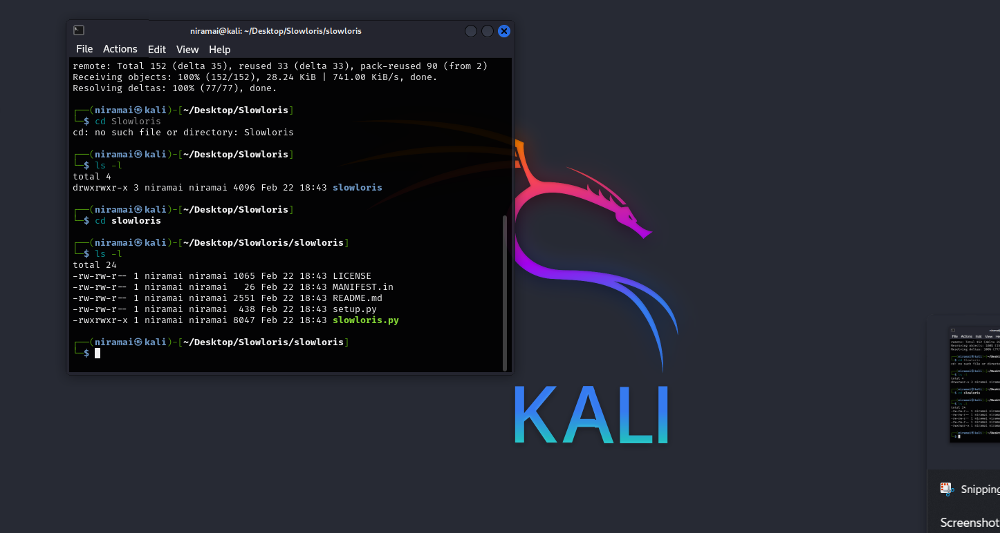 niramai@kali: ~/Desktop/Slowloris/slowloris
File Actions Edit View Help
remote: Total 152 (delta 35), reused 33 (delta 33), pack-reused 90 (from 2)
Receiving objects: 100% (152/152), 28.24 KiB | 741.00 KiB/s, done.
Resolving deltas: 100% (77/77), done.
┌──(niramai㉿kali)-[~/Desktop/Slowloris]
└─$ cd Slowloris
cd: no such file or directory: Slowloris
┌──(niramai㉿kali)-[~/Desktop/Slowloris]
└─$ ls -l
total 4
drwxrwxr-x 3 niramai niramai 4096 Feb 22 18:43 slowloris
┌──(niramai㉿kali)-[~/Desktop/Slowloris]
└─$ cd slowloris
┌──(niramai㉿kali)-[~/Desktop/Slowloris/slowloris]
└─$ ls -l
total 24
-rw-rw-r-- 1 niramai niramai 1065 Feb 22 18:43 LICENSE
-rw-rw-r-- 1 niramai niramai   26 Feb 22 18:43 MANIFEST.in
-rw-rw-r-- 1 niramai niramai 2551 Feb 22 18:43 README.md
-rw-rw-r-- 1 niramai niramai  438 Feb 22 18:43 setup.py
-rwxrwxr-x 1 niramai niramai 8047 Feb 22 18:43 slowloris.py
┌──(niramai㉿kali)-[~/Desktop/Slowloris/slowloris]
└─$
KALI
Snipping
Screenshot